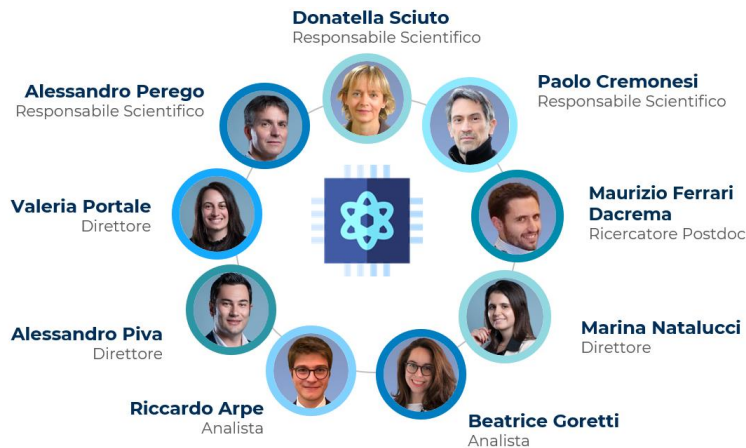 Donatella Sciuto
Responsabile Scientifico
Alessandro Perego
Responsabile Scientifico
Paolo Cremonesi
Responsabile Scientifico
Valeria Portale
Direttore
Maurizio Ferrari
Dacrema
Ricercatore Postdoc
Alessandro Piva
Direttore
Marina Natalucci
Direttore
Riccardo Arpe
Analista
Beatrice Goretti
Analista